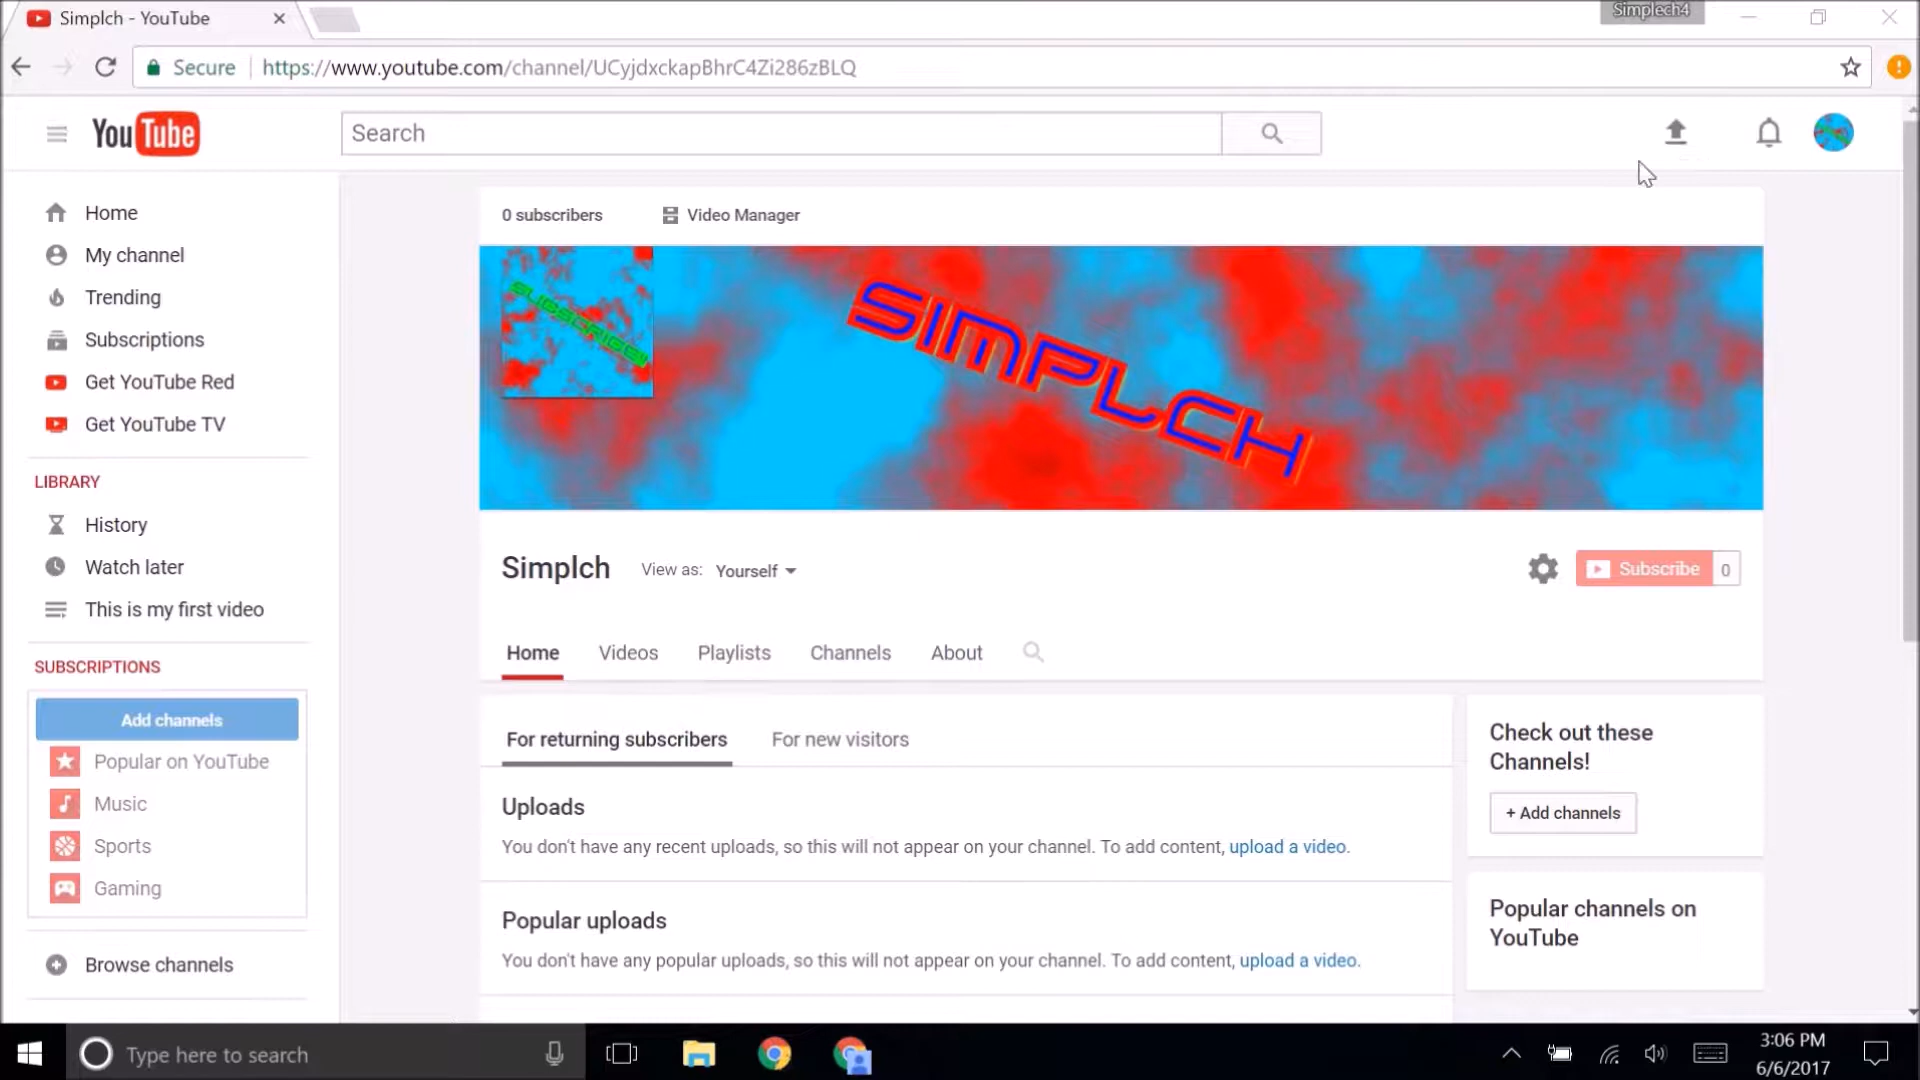 Simplch - YouTube
Simplech4
Secure
https://www.youtube.com/channel/UCyjdxckapBhrC4Zi286zBLQ
YouTube
Search
Home
My channel
Trending
Subscriptions
Get YouTube Red
Get YouTube TV
LIBRARY
History
Watch later
This is my first video
SUBSCRIPTIONS
Add channels
Popular on YouTube
Music
Sports
Gaming
Browse channels
0 subscribers
Video Manager
SUBSCRIBE!
SIMPLCH
Simplch
View as: Yourself
Subscribe 0
Home Videos Playlists Channels About
For returning subscribers For new visitors
Uploads
You don't have any recent uploads, so this will not appear on your channel. To add content, upload a video.
Popular uploads
You don't have any popular uploads, so this will not appear on your channel. To add content, upload a video.
Check out these
Channels!
+ Add channels
Popular channels on
YouTube
Type here to search
3:06 PM
6/6/2017